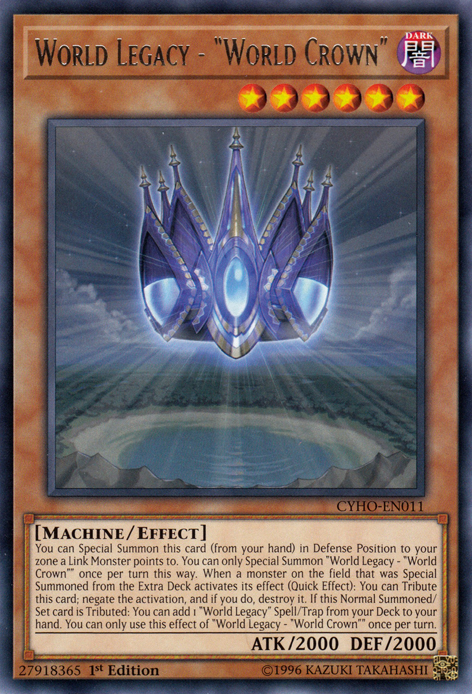 World Legacy - "World Crown"
DARK
闇
CYHO-EN011
[Machine/Effect]
You can Special Summon this card (from your hand) in Defense Position to your
zone a Link Monster points to. You can only Special Summon "World Legacy - "World
Crown"" once per turn this way. When a monster on the field that was Special
Summoned from the Extra Deck activates its effect (Quick Effect): You can Tribute
this card; negate the activation, and if you do, destroy it. If this Normal Summoned/
Set card is Tributed: You can add 1 "World Legacy" Spell/Trap from your Deck to your
hand. You can only use this effect of "World Legacy - "World Crown"" once per turn.
ATK/2000 DEF/2000
27918365 1st Edition ©1996 KAZUKI TAKAHASHI